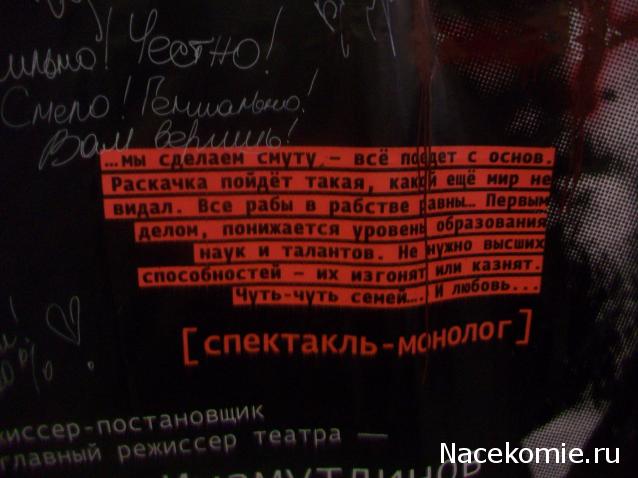 Честно!
Смело! Гениально!
Вам веришь!
…мы сделаем смуту – всё поедет с основ.
Раскачка пойдёт такая, какой ещё мир не
видал. Все рабы в рабстве равны… Первым
делом, понижается уровень образования
наук и талантов. Не нужно высших
способностей – их изгонят или казнят.
Чуть-чуть семей…. И любовь...
[спектакль-монолог]
жиссер-постановщик
главный режиссер театра —
Nacekomie.ru